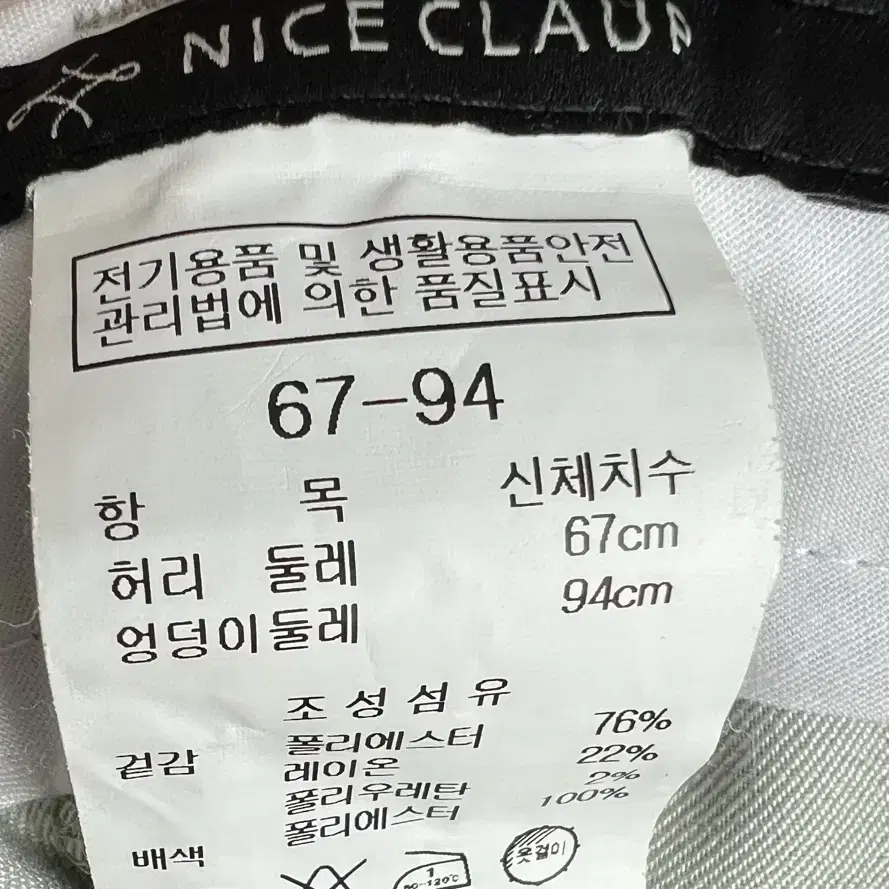 NICE CLAUP
전기용품 및 생활용품안전
관리법에 의한 품질표시
67-94
항 목 신체치수
허리 둘레 67cm
엉덩이둘레 94cm
조성섬유
겉감 폴리에스터 76%
레이온 22%
폴리우레탄 2%
배색 폴리에스터 100%
옷걸이
1
80~120℃